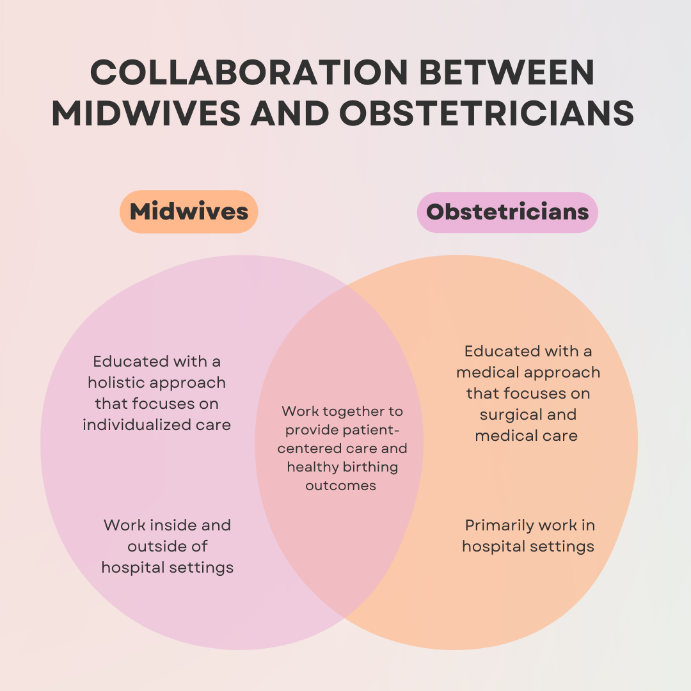 COLLABORATION BETWEEN
MIDWIVES AND OBSTETRICIANS
Midwives
Obstetricians
Educated with a
holistic approach
that focuses on
individualized care
Work inside and
outside of
hospital settings
Work together to
provide patient-
centered care and
healthy birthing
outcomes
Educated with a
medical approach
that focuses on
surgical and
medical care
Primarily work in
hospital settings